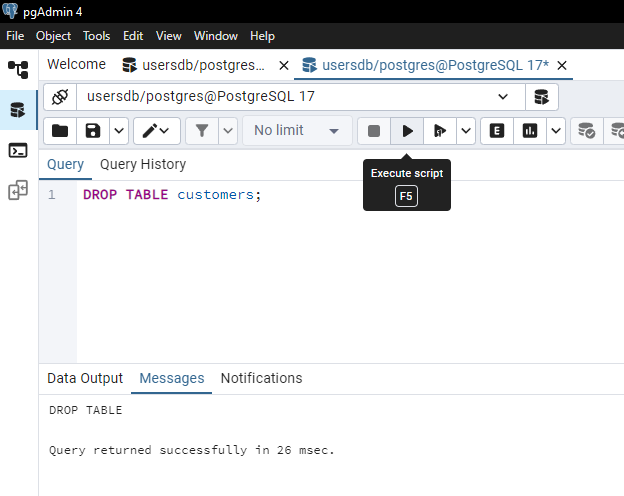 pgAdmin 4
File Object Tools Edit View Window Help
Welcome usersdb/postgres... usersdb/postgres@PostgreSQL 17*
usersdb/postgres@PostgreSQL 17
No limit
E
Query Query History
Execute script
F5
1 DROP TABLE customers;
Data Output Messages Notifications
DROP TABLE
Query returned successfully in 26 msec.